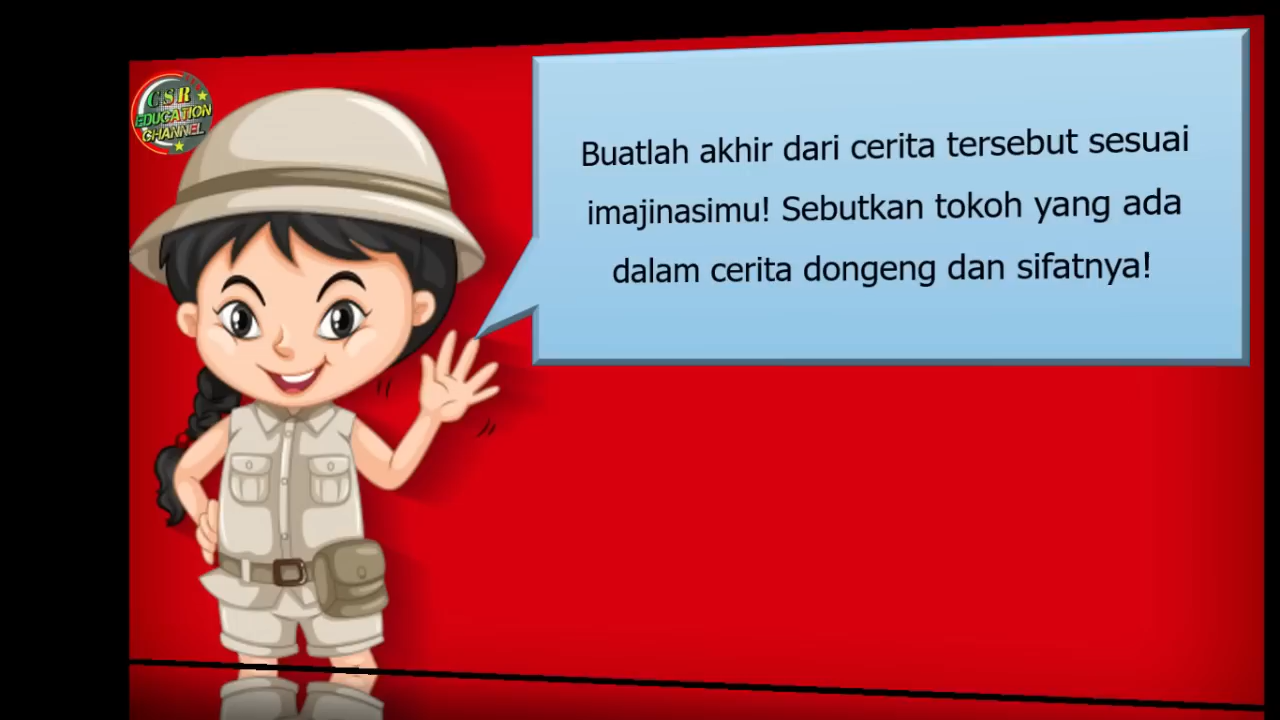 CSR
EDUCATION
CHANNEL
Buatlah akhir dari cerita tersebut sesuai
imajinasimu! Sebutkan tokoh yang ada
dalam cerita dongeng dan sifatnya!